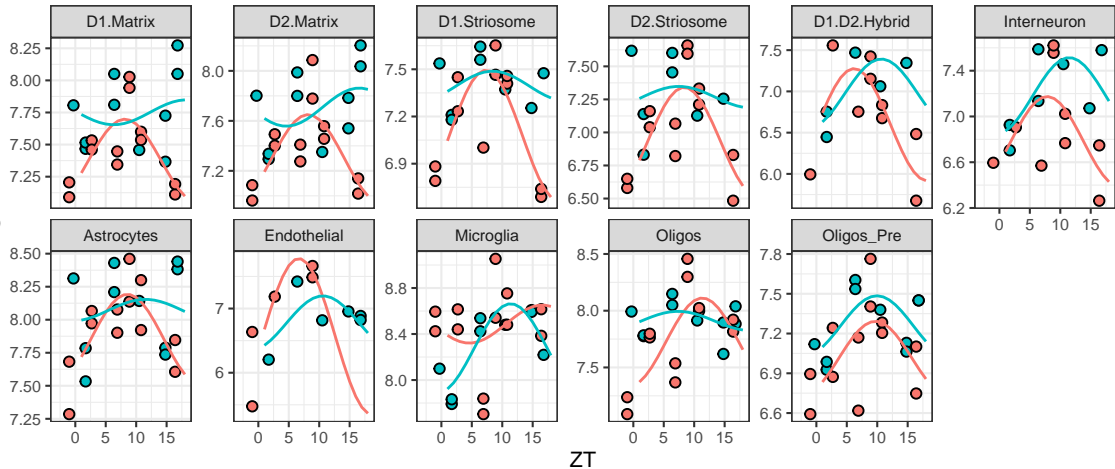 D1.Matrix D2.Matrix D1.Striosome D2.Striosome D1.D2.Hybrid Interneuron
8.25 8.00 7.75 7.50 7.25
8.0 7.6 7.2
7.5 7.2 6.9
7.50 7.25 7.00 6.75 6.50
7.5 7.0 6.5 6.0
7.4 7.0 6.6 6.2
0 5 10 15
Astrocytes Endothelial Microglia Oligos Oligos_Pre
8.50 8.25 8.00 7.75 7.50 7.25
7 6
8.8 8.4 8.0
8.5 8.0 7.5
7.8 7.5 7.2 6.9 6.6
0 5 10 15 0 5 10 15 0 5 10 15 0 5 10 15 0 5 10 15
ZT